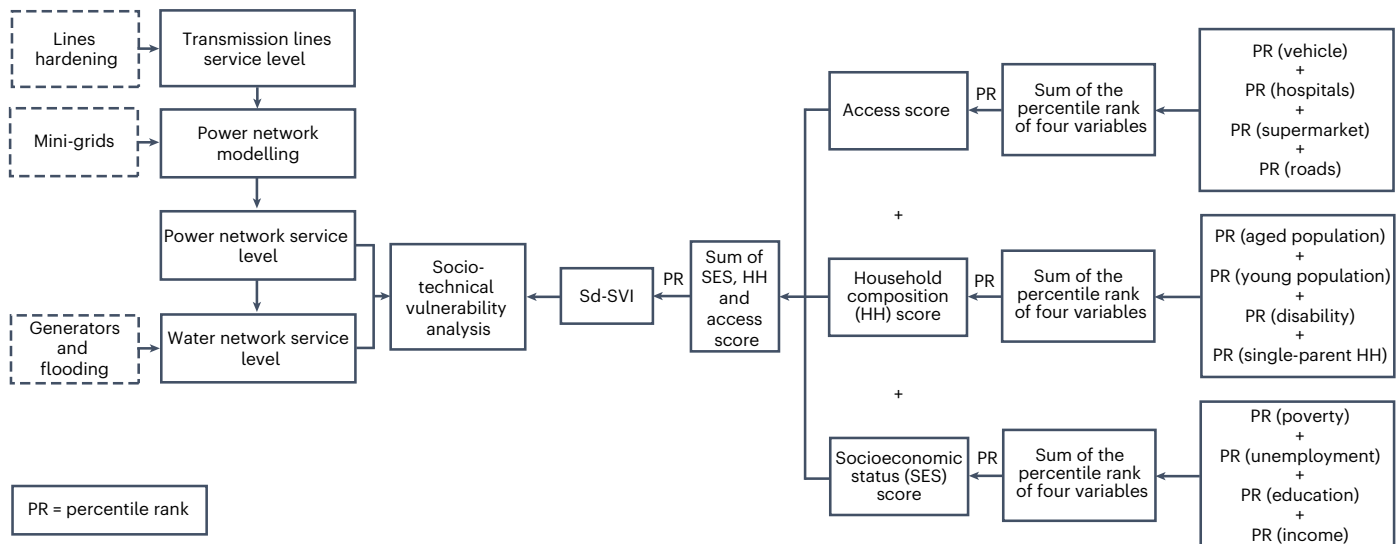 Lines
hardening
Transmission lines
service level
Mini-grids
Power network
modelling
Power network service
level
Generators
and
flooding
Water network service
level
Socio-
technical
vulnerability
analysis
Sd-SVI
PR
Sum of
SES, HH
and
access
score
Access score
PR
Sum of the
percentile rank
of four variables
PR (vehicle)
+
PR (hospitals)
+
PR (supermarket)
+
PR (roads)
+
Household
composition
(HH) score
PR
Sum of the
percentile rank
of four variables
PR (aged population)
+
PR (young population)
+
PR (disability)
+
PR (single-parent HH)
+
Socioeconomic
status (SES)
score
PR
Sum of the
percentile rank
of four variables
PR (poverty)
+
PR (unemployment)
+
PR (education)
+
PR (income)
PR = percentile rank